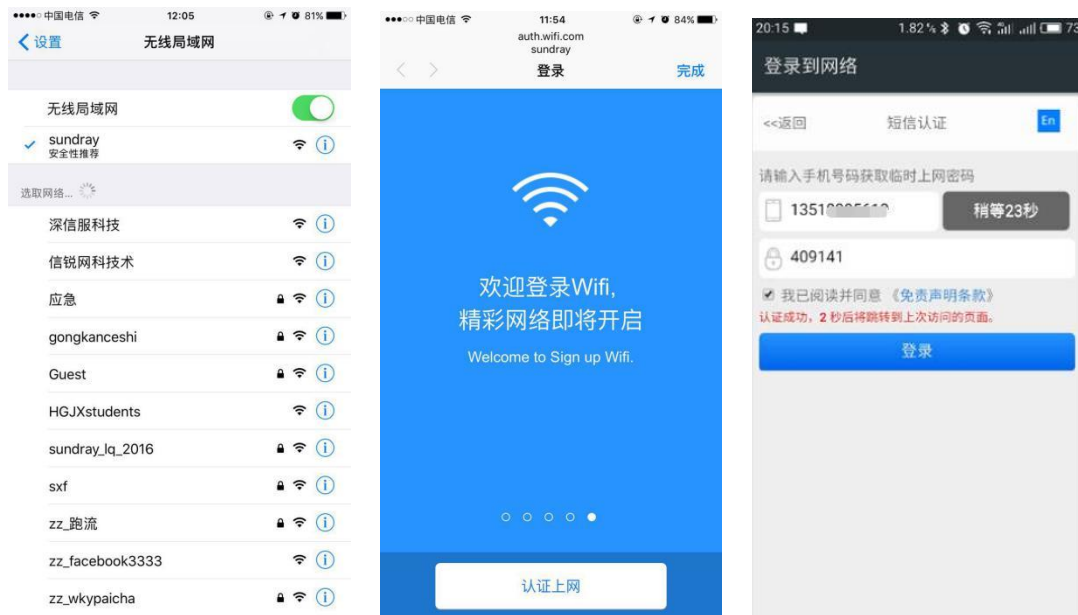 中国电信
12:05
81%
设置
无线局域网
无线局域网
sundray
安全性推荐
选取网络...
深信服科技
信锐网科技术
应急
gongkanceshi
Guest
HGJXstudents
sundray_lq_2016
sxf
zz_跑流
zz_facebook3333
zz_wkypaicha
中国电信
11:54
84%
auth.wifi.com
sundray
登录
完成
欢迎登录Wifi,
精彩网络即将开启
Welcome to Sign up Wifi.
认证上网
20:15
1.82
73
登录到网络
<<返回
短信认证
En
请输入手机号码获取临时上网密码
1351
稍等23秒
409141
我已阅读并同意《免责声明条款》
认证成功，2 秒后将跳转到上次访问的页面。
登录